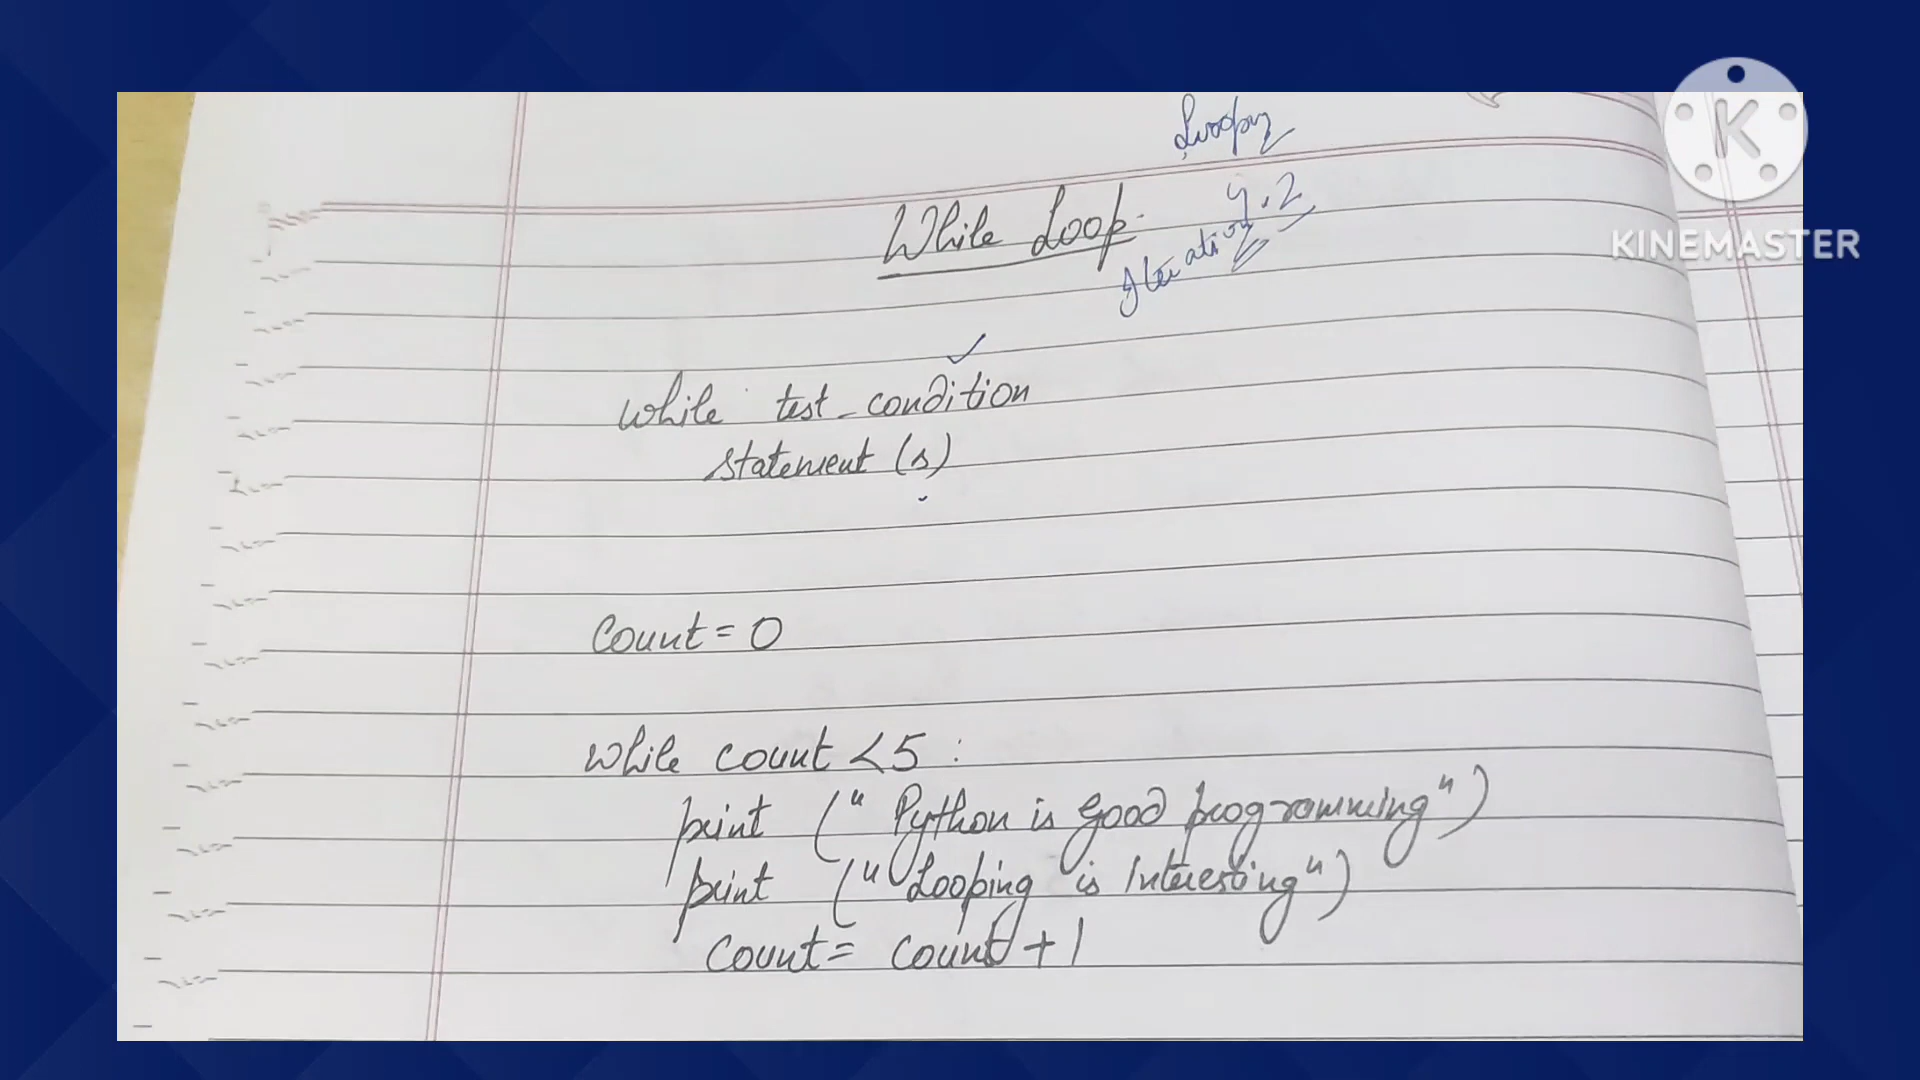 Looping
While Loop.
4.2
Iteration
While test_condition
statement (s)
Count = 0
While count < 5 :
print (" Python is good programming")
print (" Looping is Interesting")
Count = count + 1
K
KINEMASTER